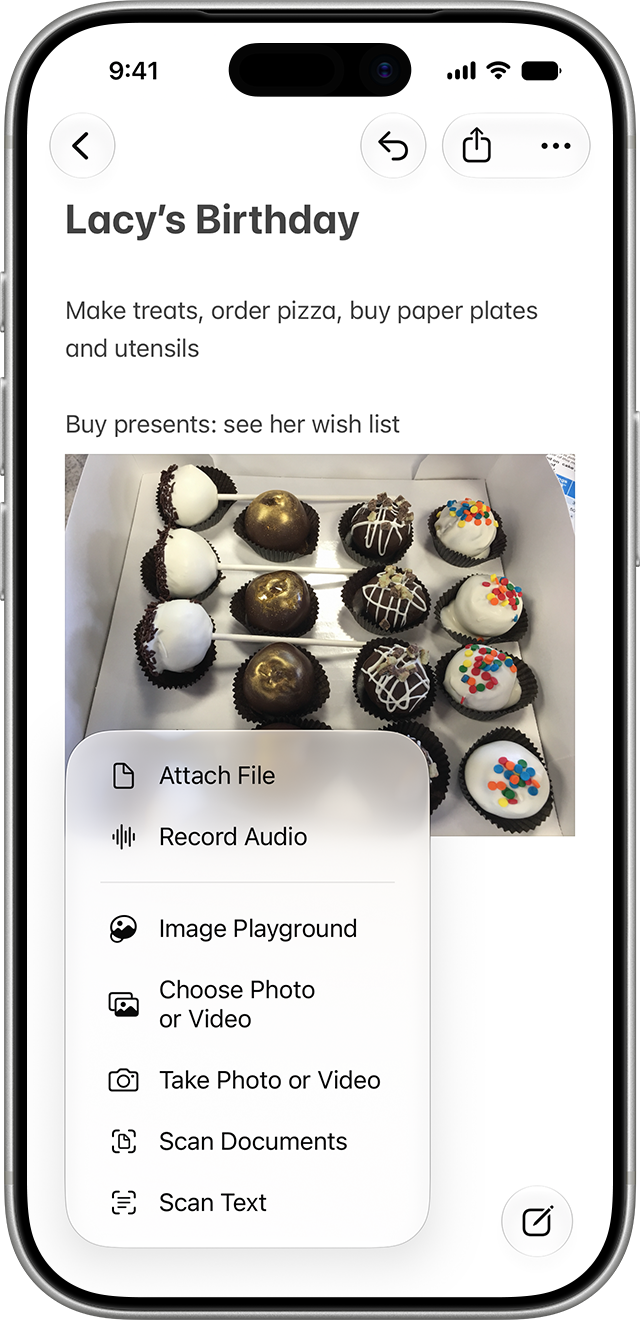 9:41
Lacy’s Birthday
Make treats, order pizza, buy paper plates
and utensils
Buy presents: see her wish list
Attach File
Record Audio
Image Playground
Choose Photo
or Video
Take Photo or Video
Scan Documents
Scan Text